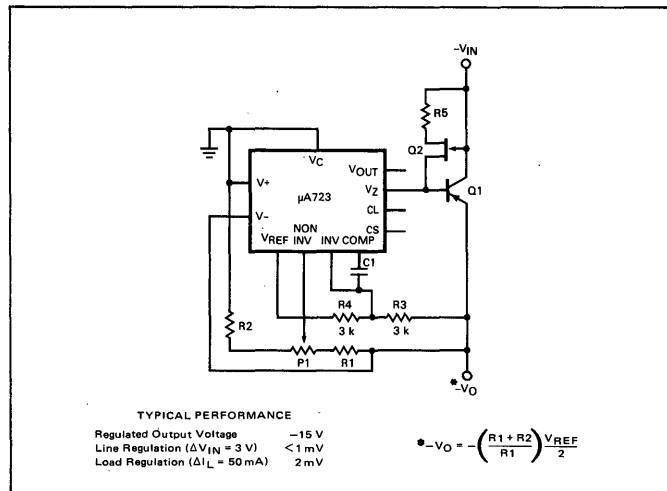 -VIN
R5
Q2
Q1
VC
VOUT
V+
μA723
VZ
V-
CL
CS
VREF
NON
INV
INV
COMP
C1
R4
R3
3 k
3 k
R2
P1
R1
*-VO
TYPICAL PERFORMANCE
Regulated Output Voltage -15 V
Line Regulation (ΔVIN = 3 V) <1 mV
Load Regulation (ΔIL = 50 mA) 2 mV
*-VO = -((R1 + R2)/R1) VREF/2